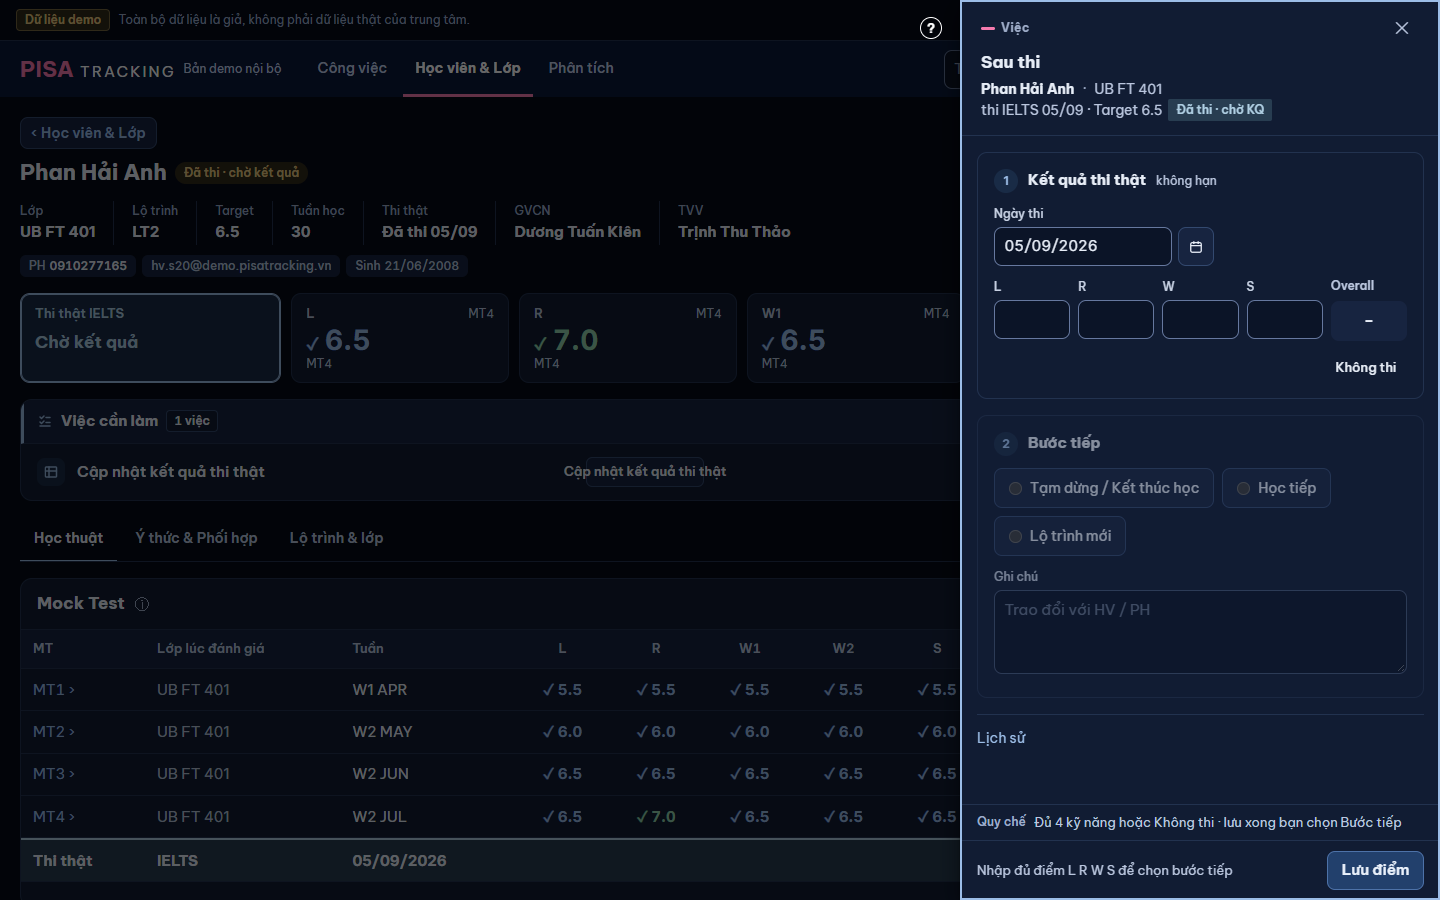 Dữ liệu demo Toàn bộ dữ liệu là giả, không phải dữ liệu thật của trung tâm.
?
PISA TRACKING Bản demo nội bộ Công việc Học viên & Lớp Phân tích
‹ Học viên & Lớp
Phan Hải Anh Đã thi · chờ kết quả
Lớp Lộ trình Target Tuần học Thi thật GVCN TVV
UB FT 401 LT2 6.5 30 Đã thi 05/09 Dương Tuấn Kiên Trịnh Thu Thảo
PH 0910277165 hv.s20@demo.pisatracking.vn Sinh 21/06/2008
Thi thật IELTS L MT4 R MT4 W1 MT4
Chờ kết quả ✓ 6.5 ✓ 7.0 ✓ 6.5
MT4 MT4 MT4
Việc cần làm 1 việc
Cập nhật kết quả thi thật Cập nhật kết quả thi thật
Học thuật Ý thức & Phối hợp Lộ trình & lớp
Mock Test
MT Lớp lúc đánh giá Tuần L R W1 W2 S
MT1 › UB FT 401 W1 APR ✓ 5.5 ✓ 5.5 ✓ 5.5 ✓ 5.5 ✓ 5.5
MT2 › UB FT 401 W2 MAY ✓ 6.0 ✓ 6.0 ✓ 6.0 ✓ 6.0 ✓ 6.0
MT3 › UB FT 401 W2 JUN ✓ 6.5 ✓ 6.5 ✓ 6.5 ✓ 6.5 ✓ 6.5
MT4 › UB FT 401 W2 JUL ✓ 6.5 ✓ 7.0 ✓ 6.5 ✓ 6.5 ✓ 6.5
Thi thật IELTS 05/09/2026
Việc
Sau thi
Phan Hải Anh · UB FT 401
thi IELTS 05/09 · Target 6.5 Đã thi · chờ KQ
1 Kết quả thi thật không hạn
Ngày thi
05/09/2026
L R W S Overall
–
Không thi
2 Bước tiếp
Tạm dừng / Kết thúc học Học tiếp
Lộ trình mới
Ghi chú
Trao đổi với HV / PH
Lịch sử
Quy chế Đủ 4 kỹ năng hoặc Không thi · lưu xong bạn chọn Bước tiếp
Nhập đủ điểm L R W S để chọn bước tiếp Lưu điểm